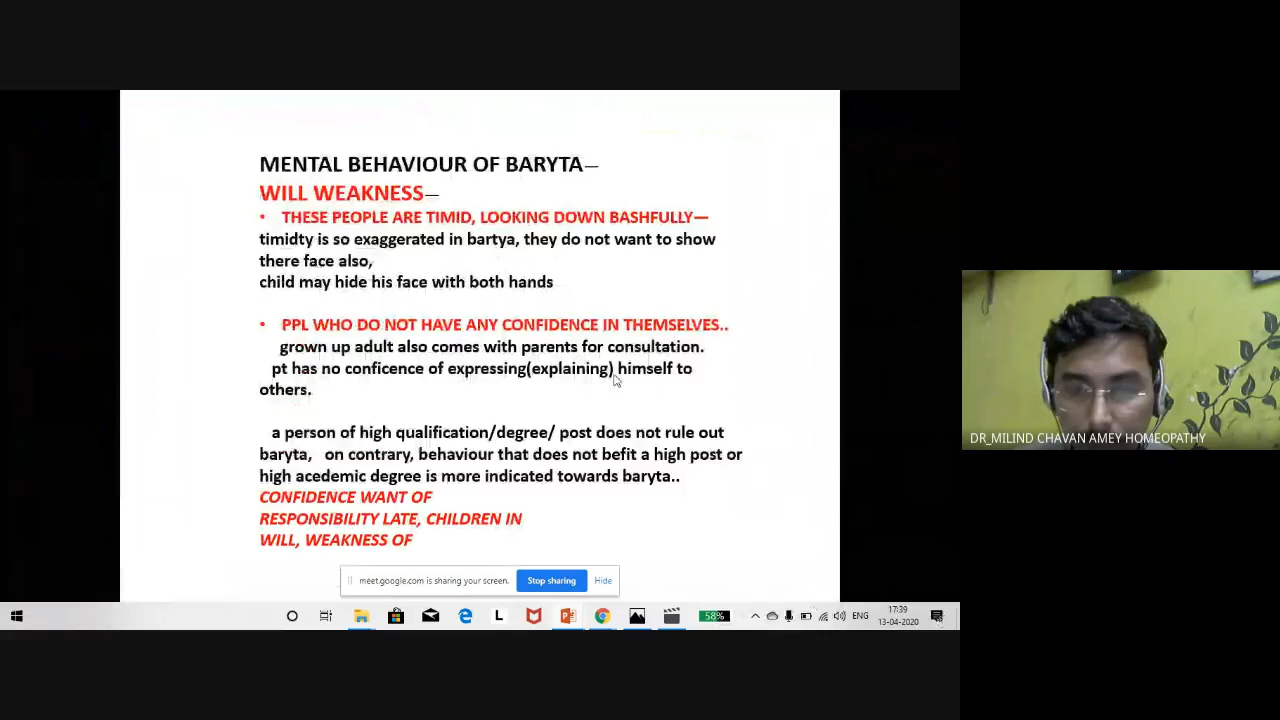 MENTAL BEHAVIOUR OF BARYTA—
WILL WEAKNESS—
• THESE PEOPLE ARE TIMID, LOOKING DOWN BASHFULLY—
timidty is so exaggerated in bartya, they do not want to show
there face also,
child may hide his face with both hands
• PPL WHO DO NOT HAVE ANY CONFIDENCE IN THEMSELVES..
grown up adult also comes with parents for consultation.
pt has no conficence of expressing(explaining) himself to
others.
a person of high qualification/degree/ post does not rule out
baryta, on contrary, behaviour that does not befit a high post or
high acedemic degree is more indicated towards baryta..
CONFIDENCE WANT OF
RESPONSIBILITY LATE, CHILDREN IN
WILL, WEAKNESS OF
meet.google.com is sharing your screen. Stop sharing Hide
L 58% ENG 17:39
13-04-2020
DR_MILIND CHAVAN AMEY HOMEOPATHY